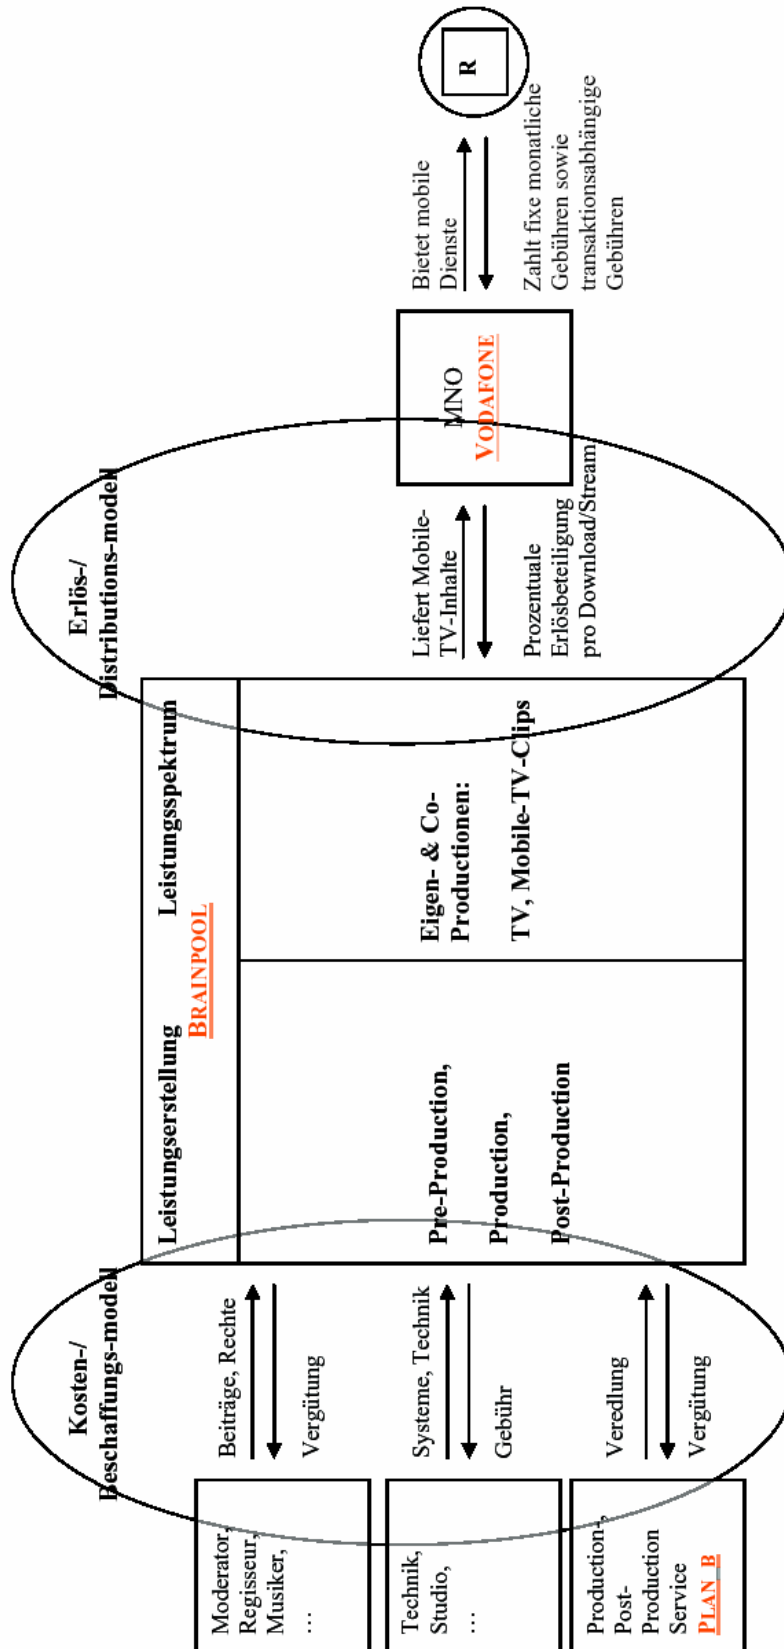 Kosten-/
Beschaffungs-modell
Erlös-/
Distributions-modell
Moderator,
Regisseur,
Musiker,
…
Beiträge, Rechte
Vergütung
Technik,
Studio,
…
Systeme, Technik
Gebühr
Production-,
Post-
Production
Service
PLAN_B
Veredlung
Vergütung
Leistungserstellung
Leistungsspektrum
BRAINPOOL
Pre-Production,
Production,
Post-Production
Eigen- & Co-
Productionen:
TV, Mobile-TV-Clips
Liefert Mobile-
TV-Inhalte
Prozentuale
Erlösbeteiligung
pro Download/Stream
MNO
VODAFONE
Bietet mobile
Dienste
Zahlt fixe monatliche
Gebühren sowie
transaktionsabhängige
Gebühren
R